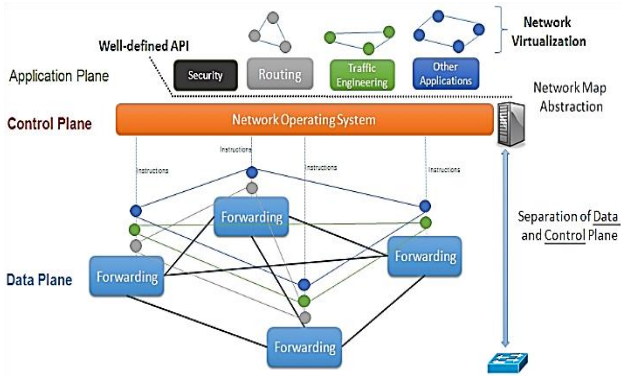 Network
Virtualization
Well-defined API
Application Plane
Security
Routing
Traffic
Engineering
Other
Applications
Network Map
Abstraction
Control Plane
Network Operating System
Instructions
Instructions
Instructions
Instructions
Forwarding
Separation of Data
and Control Plane
Forwarding
Data Plane
Forwarding
Forwarding